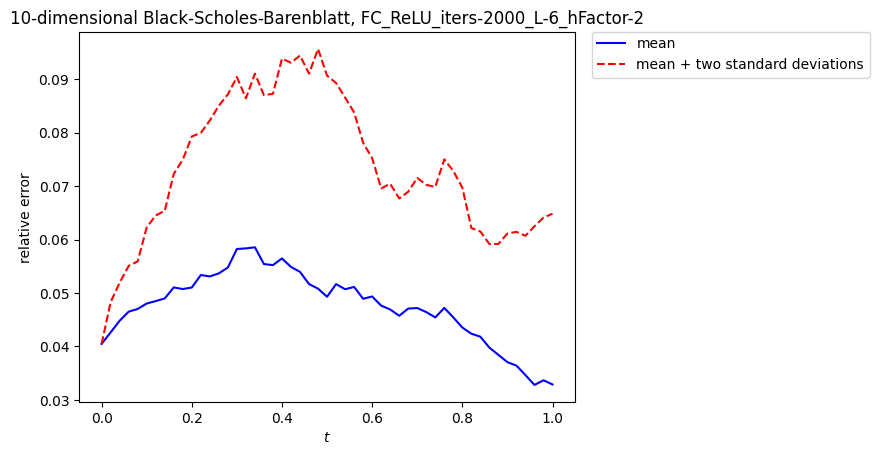 10-dimensional Black-Scholes-Barenblatt, FC_ReLU_iters-2000_L-6_hFactor-2
mean
mean + two standard deviations
relative error
0.09
0.08
0.07
0.06
0.05
0.04
0.03
0.0 0.2 0.4 0.6 0.8 1.0
t